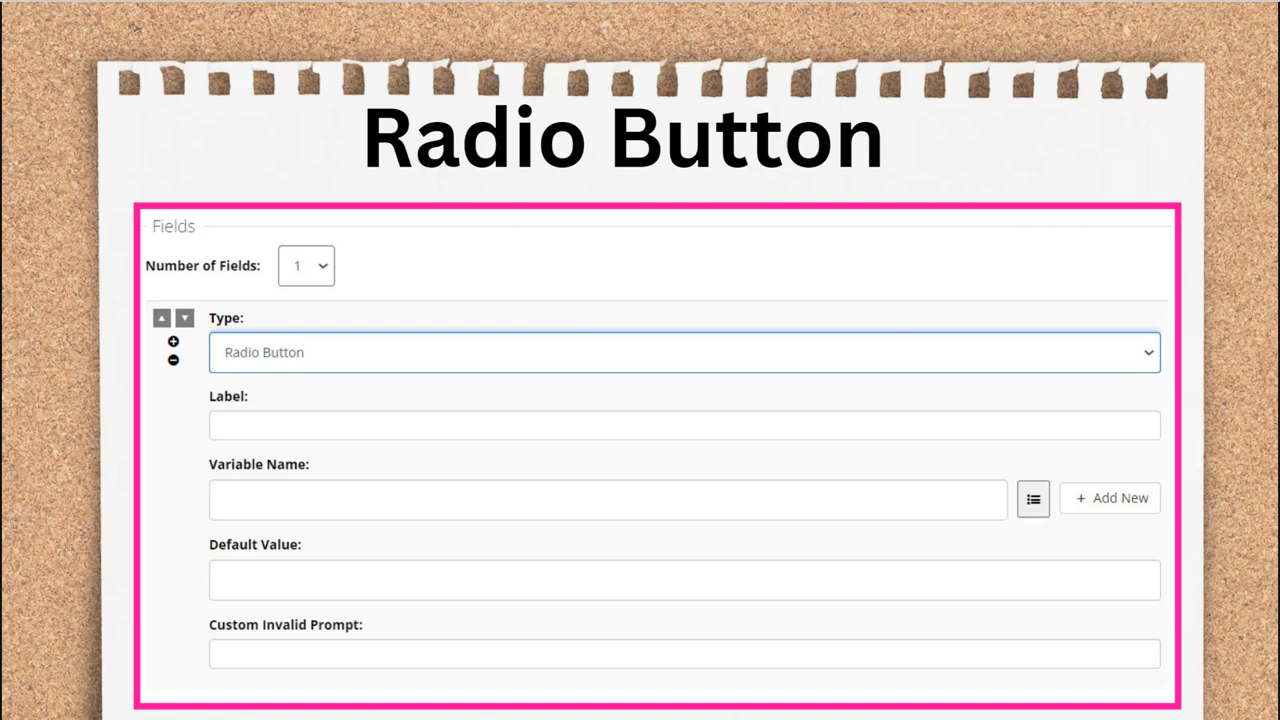 Radio Button
Fields
Number of Fields: 1
Type:
Radio Button
Label:
Variable Name:
+ Add New
Default Value:
Custom Invalid Prompt: